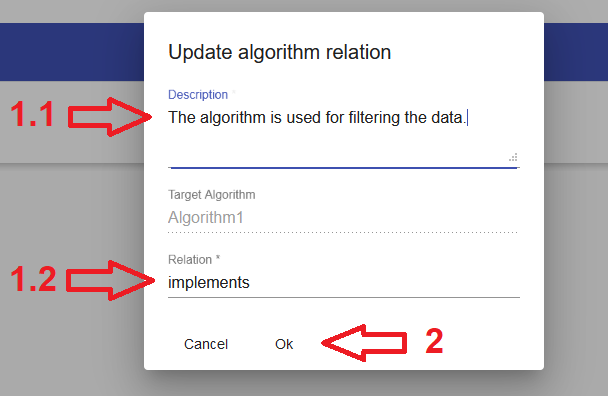 Update algorithm relation
Description
1.1
The algorithm is used for filtering the data.
Target Algorithm
Algorithm1
Relation *
1.2
implements
Cancel Ok 2